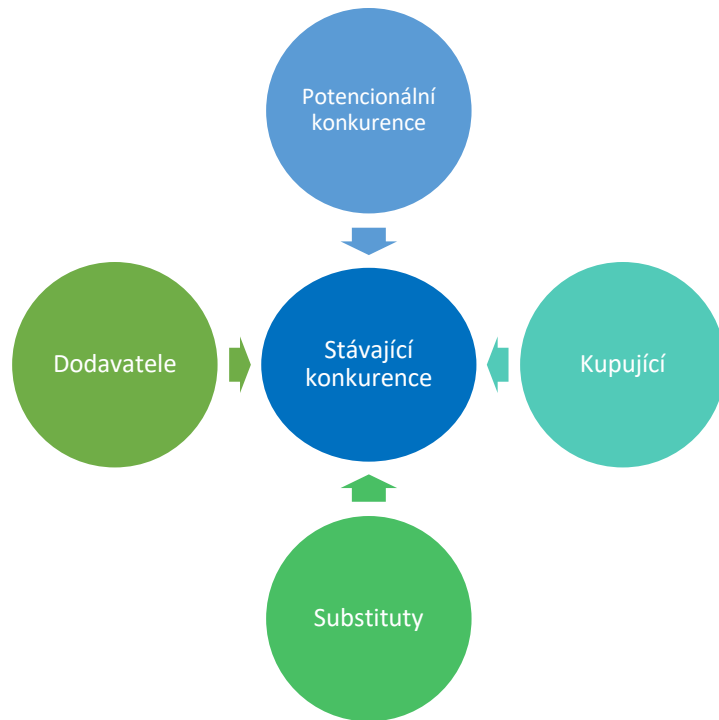 Potencionální
konkurence
Dodavatele
Stávající
konkurence
Kupující
Substituty